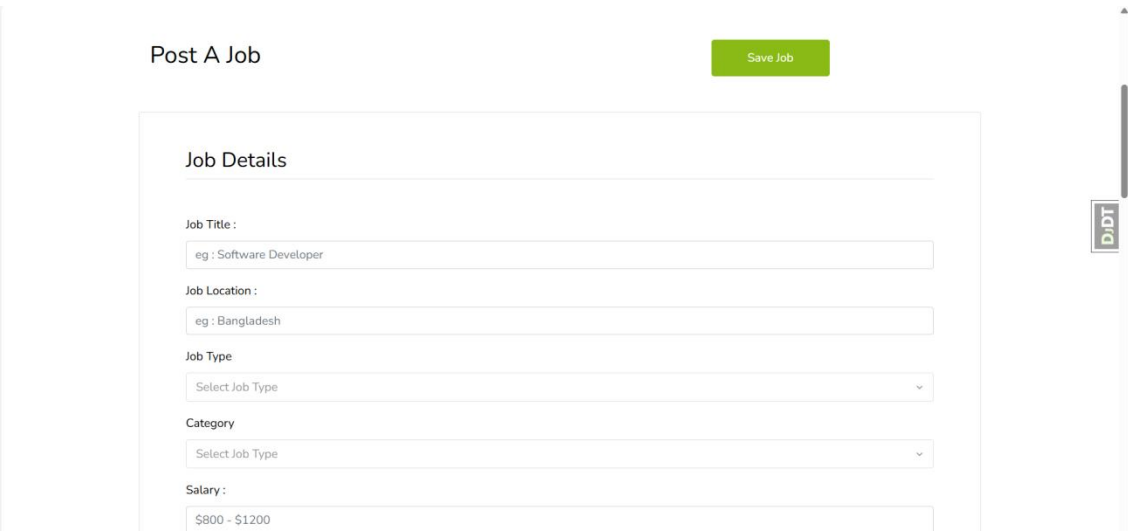 Post A Job
Save Job
Job Details
Job Title :
eg : Software Developer
Job Location :
eg : Bangladesh
Job Type
Select Job Type
Category
Select Job Type
Salary :
$800 - $1200
DJDT